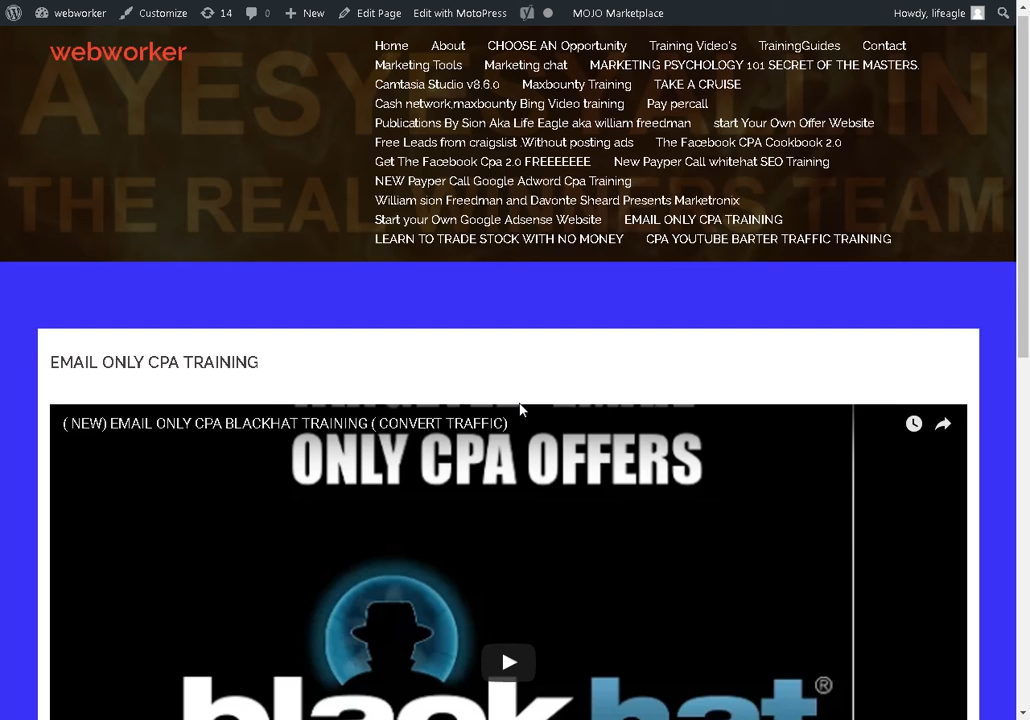 webworker Customize 14 0 New Edit Page Edit with MotoPress MOJO Marketplace Howdy, lifeagle
webworker
Home About CHOOSE AN Opportunity Training Video's TrainingGuides Contact
Marketing Tools Marketing chat MARKETING PSYCHOLOGY 101 SECRET OF THE MASTERS.
Camtasia Studio v8.6.0 Maxbounty Training TAKE A CRUISE
Cash network,maxbounty Bing Video training Pay percall
Publications By Sion Aka Life Eagle aka william freedman start Your Own Offer Website
Free Leads from craigslist .Without posting ads The Facebook CPA Cookbook 2.0
Get The Facebook Cpa 2.0 FREEEEEEE New Payper Call whitehat SEO Training
NEW Payper Call Google Adword Cpa Training
William sion Freedman and Davonte Sheard Presents Marketronix
Start your Own Google Adsense Website EMAIL ONLY CPA TRAINING
LEARN TO TRADE STOCK WITH NO MONEY CPA YOUTUBE BARTER TRAFFIC TRAINING
THE REAL
TEAM
EMAIL ONLY CPA TRAINING
( NEW) EMAIL ONLY CPA BLACKHAT TRAINING ( CONVERT TRAFFIC)
ONLY CPA OFFERS
black hat ®